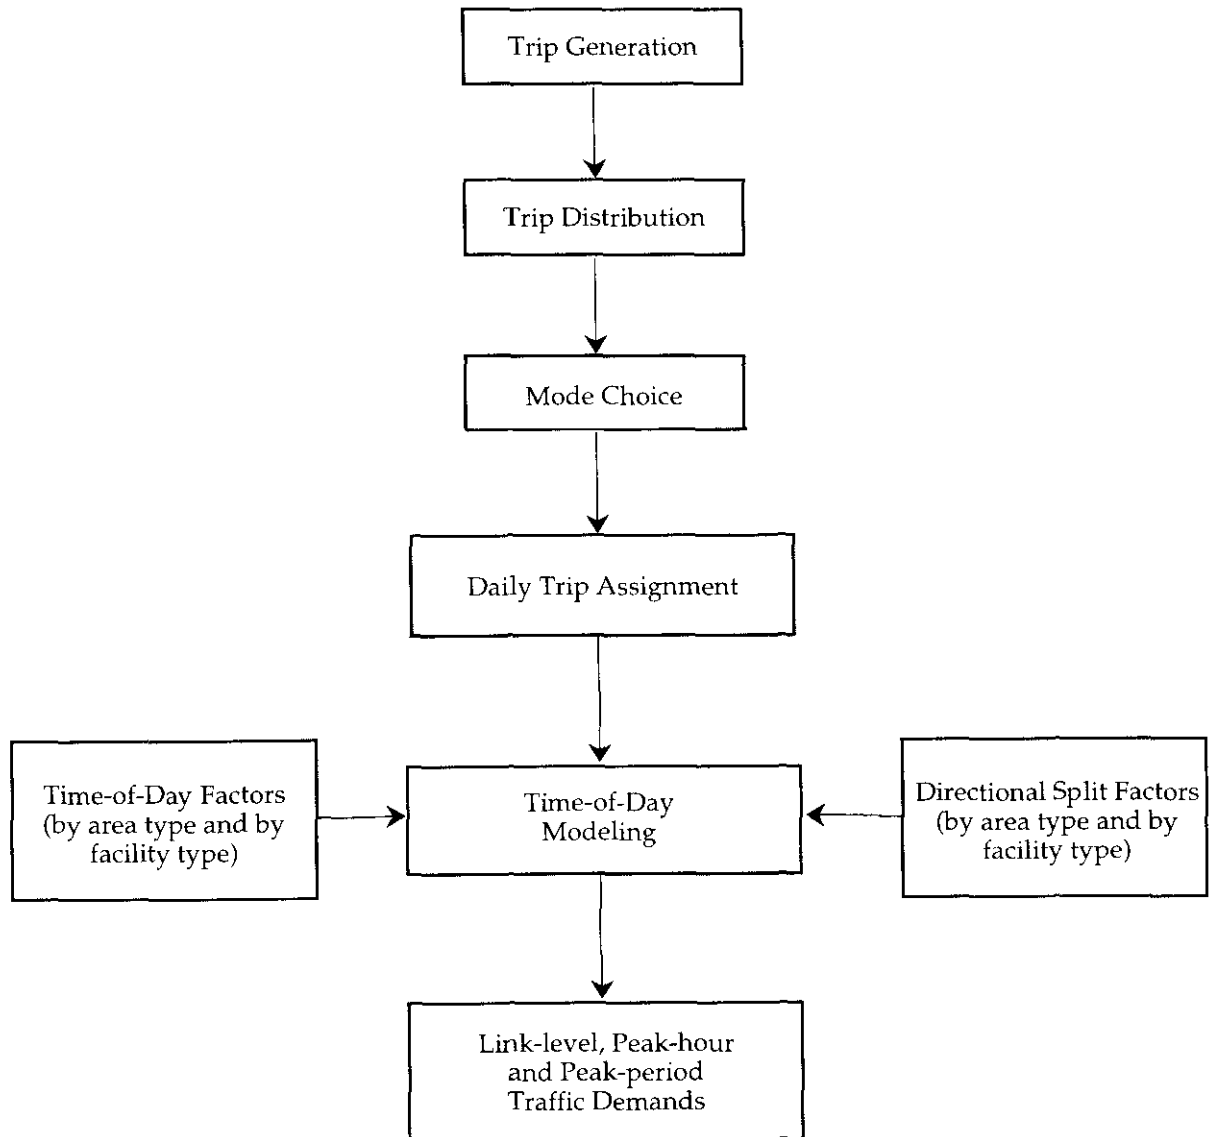 Trip Generation
Trip Distribution
Mode Choice
Daily Trip Assignment
Time-of-Day Factors
(by area type and by
facility type)
Time-of-Day
Modeling
Directional Split Factors
(by area type and by
facility type)
Link-level, Peak-hour
and Peak-period
Traffic Demands